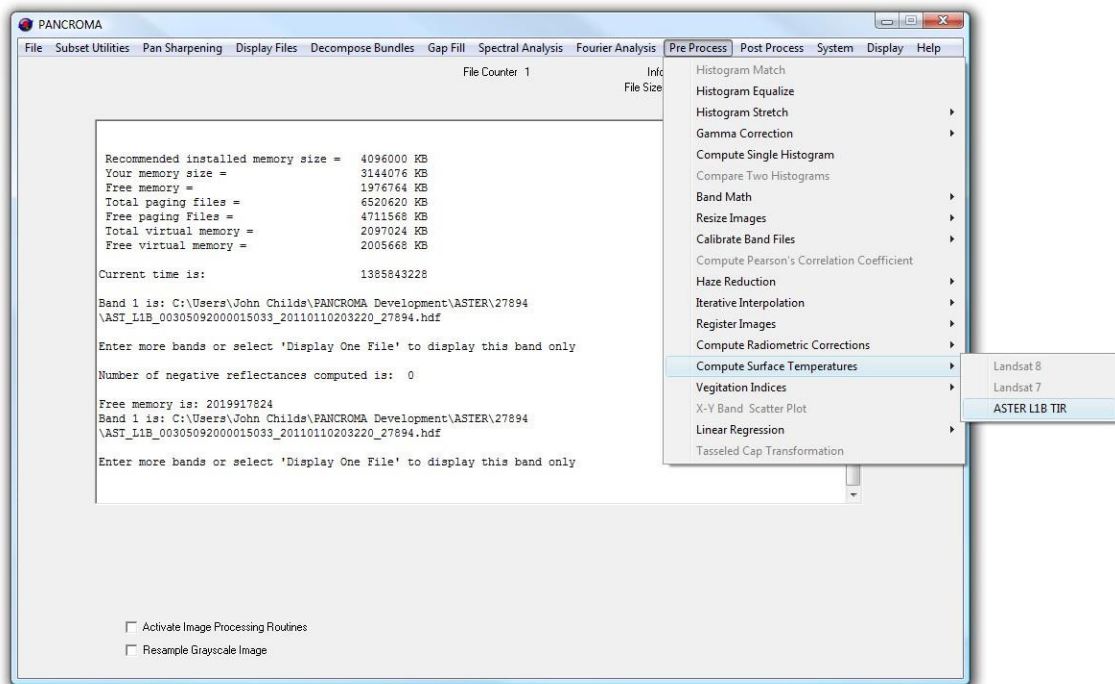 PANCROMA
File Subset Utilities Pan Sharpening Display Files Decompose Bundles Gap Fill Spectral Analysis Fourier Analysis Pre Process Post Process System Display Help
File Counter 1
File Size
Recommended installed memory size = 4096000 KB
Your memory size = 3144076 KB
Free memory = 1976764 KB
Total paging files = 6520620 KB
Free paging Files = 4711568 KB
Total virtual memory = 2097024 KB
Free virtual memory = 2005668 KB
Current time is: 1385843228
Band 1 is: C:\Users\John Childs\PANCROMA Development\ASTER\27894
\AST_L1B_00305092000015033_20110110203220_27894.hdf
Enter more bands or select 'Display One File' to display this band only
Number of negative reflectances computed is: 0
Free memory is: 2019917824
Band 1 is: C:\Users\John Childs\PANCROMA Development\ASTER\27894
\AST_L1B_00305092000015033_20110110203220_27894.hdf
Enter more bands or select 'Display One File' to display this band only
Histogram Match
Histogram Equalize
Histogram Stretch
Gamma Correction
Compute Single Histogram
Compare Two Histograms
Band Math
Resize Images
Calibrate Band Files
Compute Pearson's Correlation Coefficient
Haze Reduction
Iterative Interpolation
Register Images
Compute Radiometric Corrections
Compute Surface Temperatures
Vegitation Indices
X-Y Band Scatter Plot
Linear Regression
Tasseled Cap Transformation
Landsat 8
Landsat 7
ASTER L1B TIR
Activate Image Processing Routines
Resample Grayscale Image